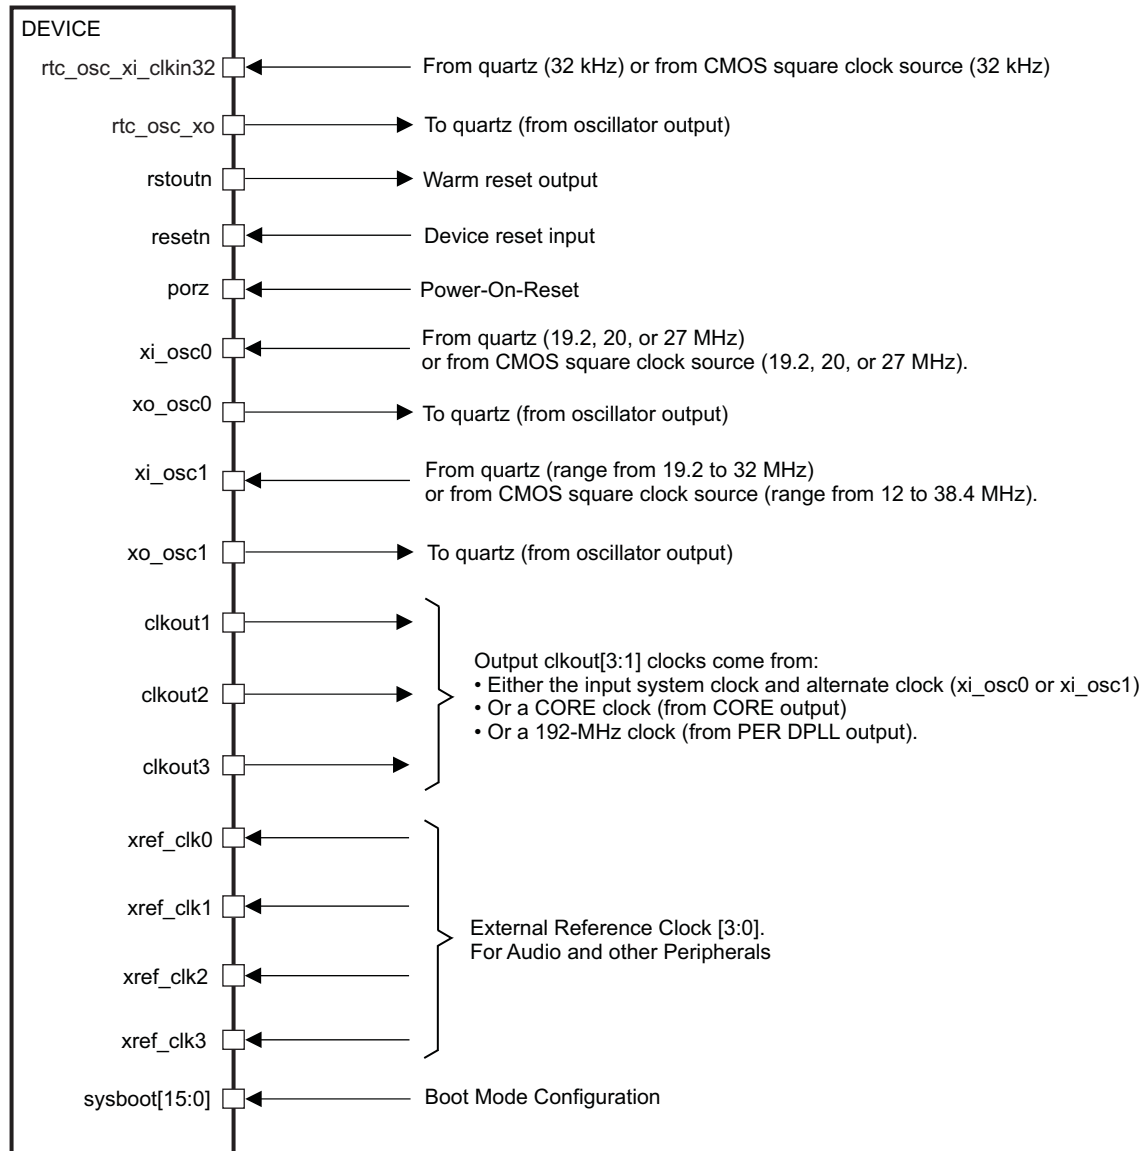 DEVICE
rtc_osc_xi_clkin32 From quartz (32 kHz) or from CMOS square clock source (32 kHz)
rtc_osc_xo To quartz (from oscillator output)
rstoutn Warm reset output
resetn Device reset input
porz Power-On-Reset
xi_osc0 From quartz (19.2, 20, or 27 MHz)
or from CMOS square clock source (19.2, 20, or 27 MHz).
xo_osc0 To quartz (from oscillator output)
xi_osc1 From quartz (range from 19.2 to 32 MHz)
or from CMOS square clock source (range from 12 to 38.4 MHz).
xo_osc1 To quartz (from oscillator output)
clkout1
clkout2
clkout3
Output clkout[3:1] clocks come from:
• Either the input system clock and alternate clock (xi_osc0 or xi_osc1)
• Or a CORE clock (from CORE output)
• Or a 192-MHz clock (from PER DPLL output).
xref_clk0
xref_clk1
xref_clk2
xref_clk3
External Reference Clock [3:0].
For Audio and other Peripherals
sysboot[15:0] Boot Mode Configuration